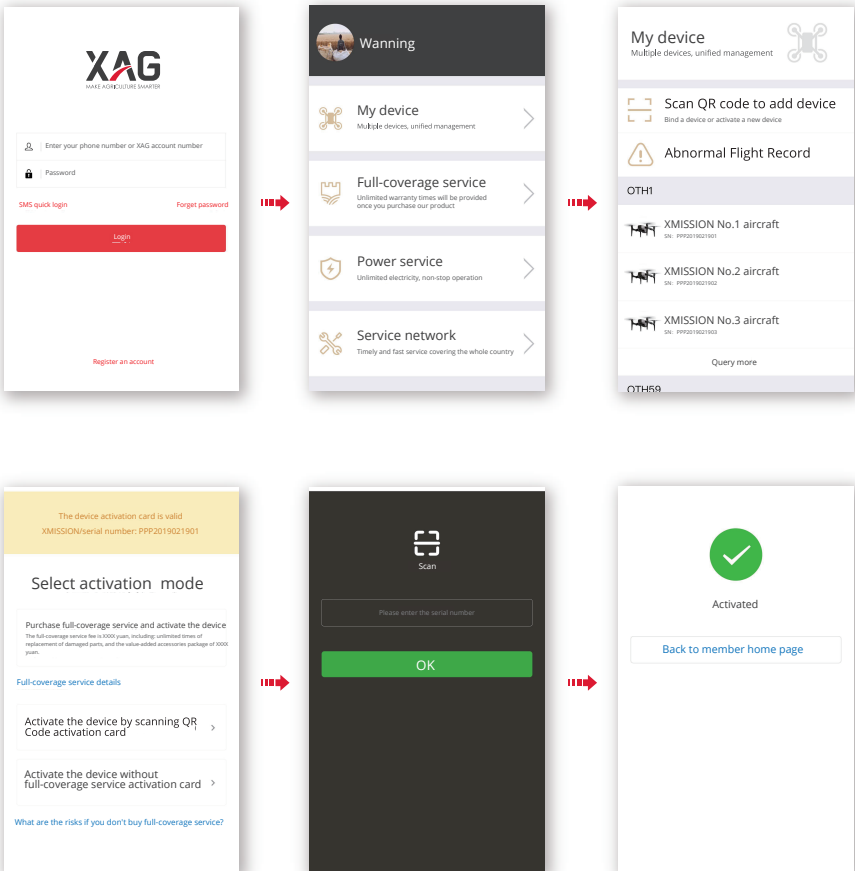 XAG
MAKE AGRICULTURE SMARTER
Enter your phone number or XAG account number
Password
SMS quick login
Forget password
Login
Register an account
Wanning
My device
Multiple devices, unified management
Full-coverage service
Unlimited warranty times will be provided
once you purchase our product
Power service
Unlimited electricity, non-stop operation
Service network
Timely and fast service covering the whole country
My device
Multiple devices, unified management
Scan QR code to add device
Bind a device or activate a new device
Abnormal Flight Record
OTH1
XMISSION No.1 aircraft
SN: PPP2019021901
XMISSION No.2 aircraft
SN: PPP2019021902
XMISSION No.3 aircraft
SN: PPP2019021903
Query more
OTH59
The device activation card is valid
XMISSION/serial number: PPP2019021901
Select activation mode
Purchase full-coverage service and activate the device
The full-coverage service fee is XXXX yuan, including: unlimited times of
replacement of damaged parts, and the value-added accessories package of XXXX
yuan.
Full-coverage service details
Activate the device by scanning QR
Code activation card
Activate the device without
full-coverage service activation card
What are the risks if you don't buy full-coverage service?
Scan
Please enter the serial number
OK
Activated
Back to member home page